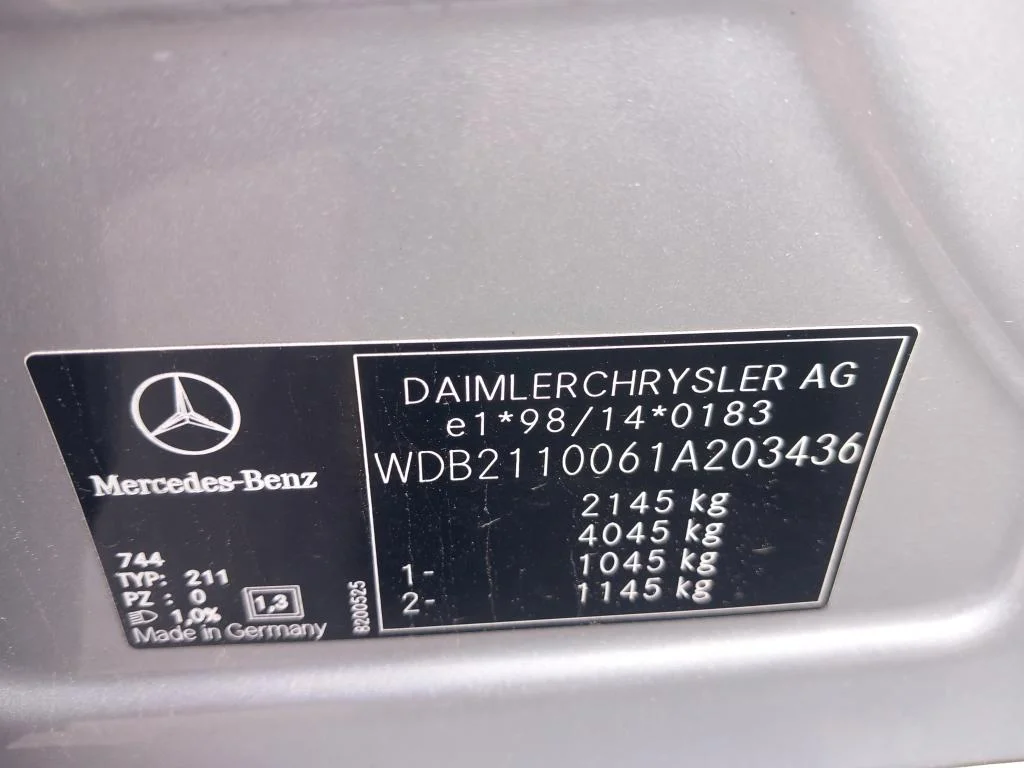 Mercedes-Benz
744
TYP: 211
PZ : 0
1,0%
1,3
Made in Germany
8200525
DAIMLERCHRYSLER AG
e1*98/14*0183
WDB2110061A203436
2145 kg
4045 kg
1- 1045 kg
2- 1145 kg